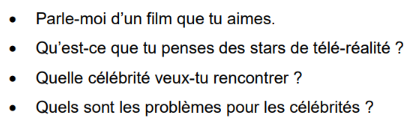 • Parle-moi d’un film que tu aimes.
• Qu’est-ce que tu penses des stars de télé-réalité ?
• Quelle célébrité veux-tu rencontrer ?
• Quels sont les problèmes pour les célébrités ?